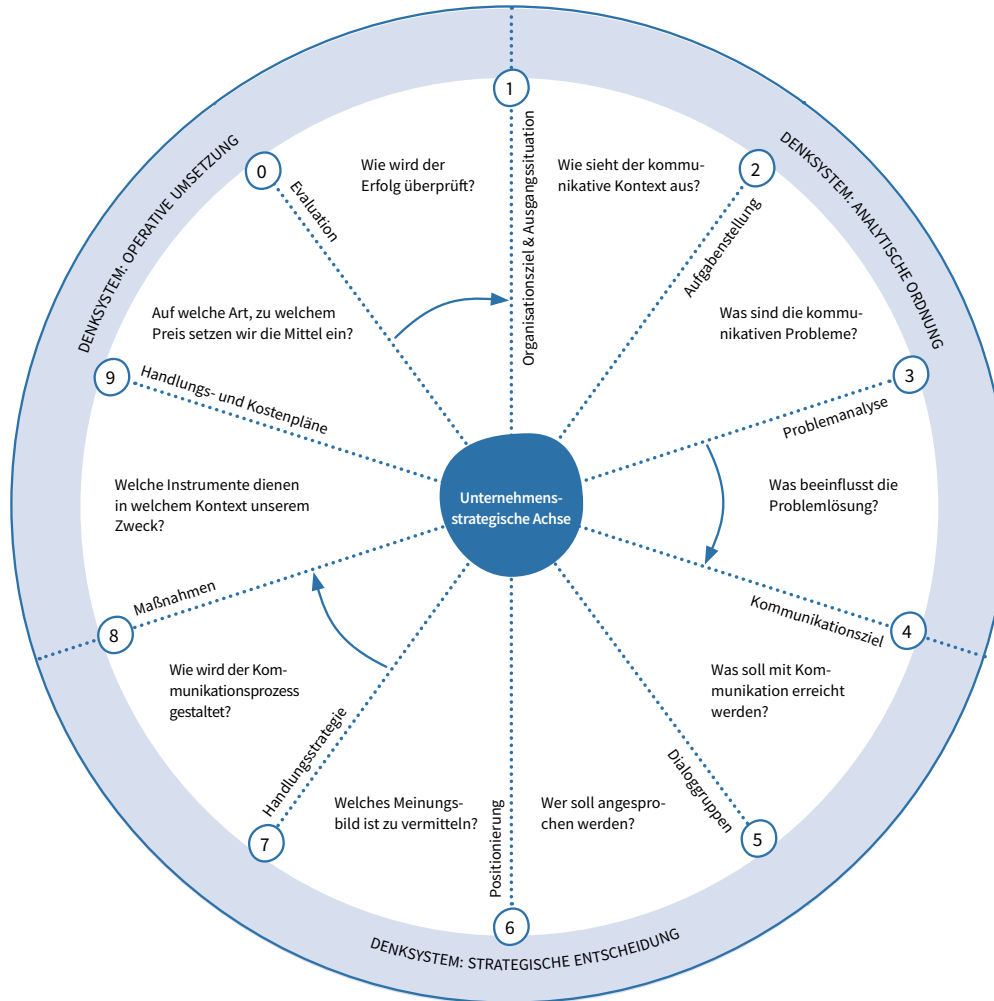 1
Organisationsziel & Ausgangssituation
Wie sieht der kommu-
nikative Kontext aus?
2
Aufgabenstellung
DENKSYSTEM: ANALYTISCHE ORDNUNG
Was sind die kommu-
nikativen Probleme?
3
Problemanalyse
Was beeinflusst die
Problemlösung?
4
Kommunikationsziel
Was soll mit Kom-
munikation erreicht
werden?
5
Dialoggruppen
Wer soll angespro-
chen werden?
6
Positionierung
DENKSYSTEM: STRATEGISCHE ENTSCHEIDUNG
Welches Meinungs-
bild ist zu vermitteln?
7
Handlungsstrategie
Wie wird der Kom-
munikationsprozess
gestaltet?
8
Maßnahmen
Welche Instrumente dienen
in welchem Kontext unserem
Zweck?
9
Handlungs- und Kostenpläne
DENKSYSTEM: OPERATIVE UMSETZUNG
Auf welche Art, zu welchem
Preis setzen wir die Mittel ein?
0
Evaluation
Wie wird der
Erfolg überprüft?
Unternehmens-
strategische Achse